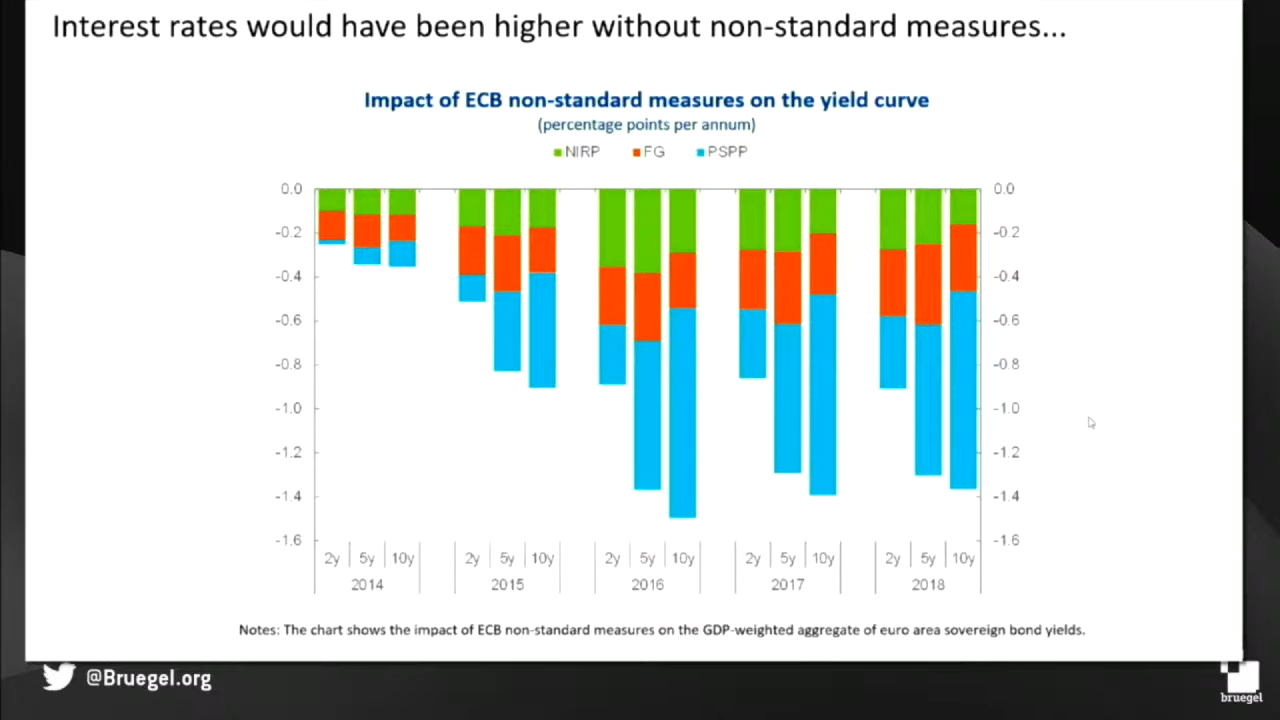 Interest rates would have been higher without non-standard measures...
Impact of ECB non-standard measures on the yield curve
(percentage points per annum)
NIRP FG PSPP
0.0 0.0
-0.2 -0.2
-0.4 -0.4
-0.6 -0.6
-0.8 -0.8
-1.0 -1.0
-1.2 -1.2
-1.4 -1.4
-1.6 -1.6
2y 5y 10y 2y 5y 10y 2y 5y 10y 2y 5y 10y 2y 5y 10y
2014 2015 2016 2017 2018
Notes: The chart shows the impact of ECB non-standard measures on the GDP-weighted aggregate of euro area sovereign bond yields.
@Bruegel.org
bruegel